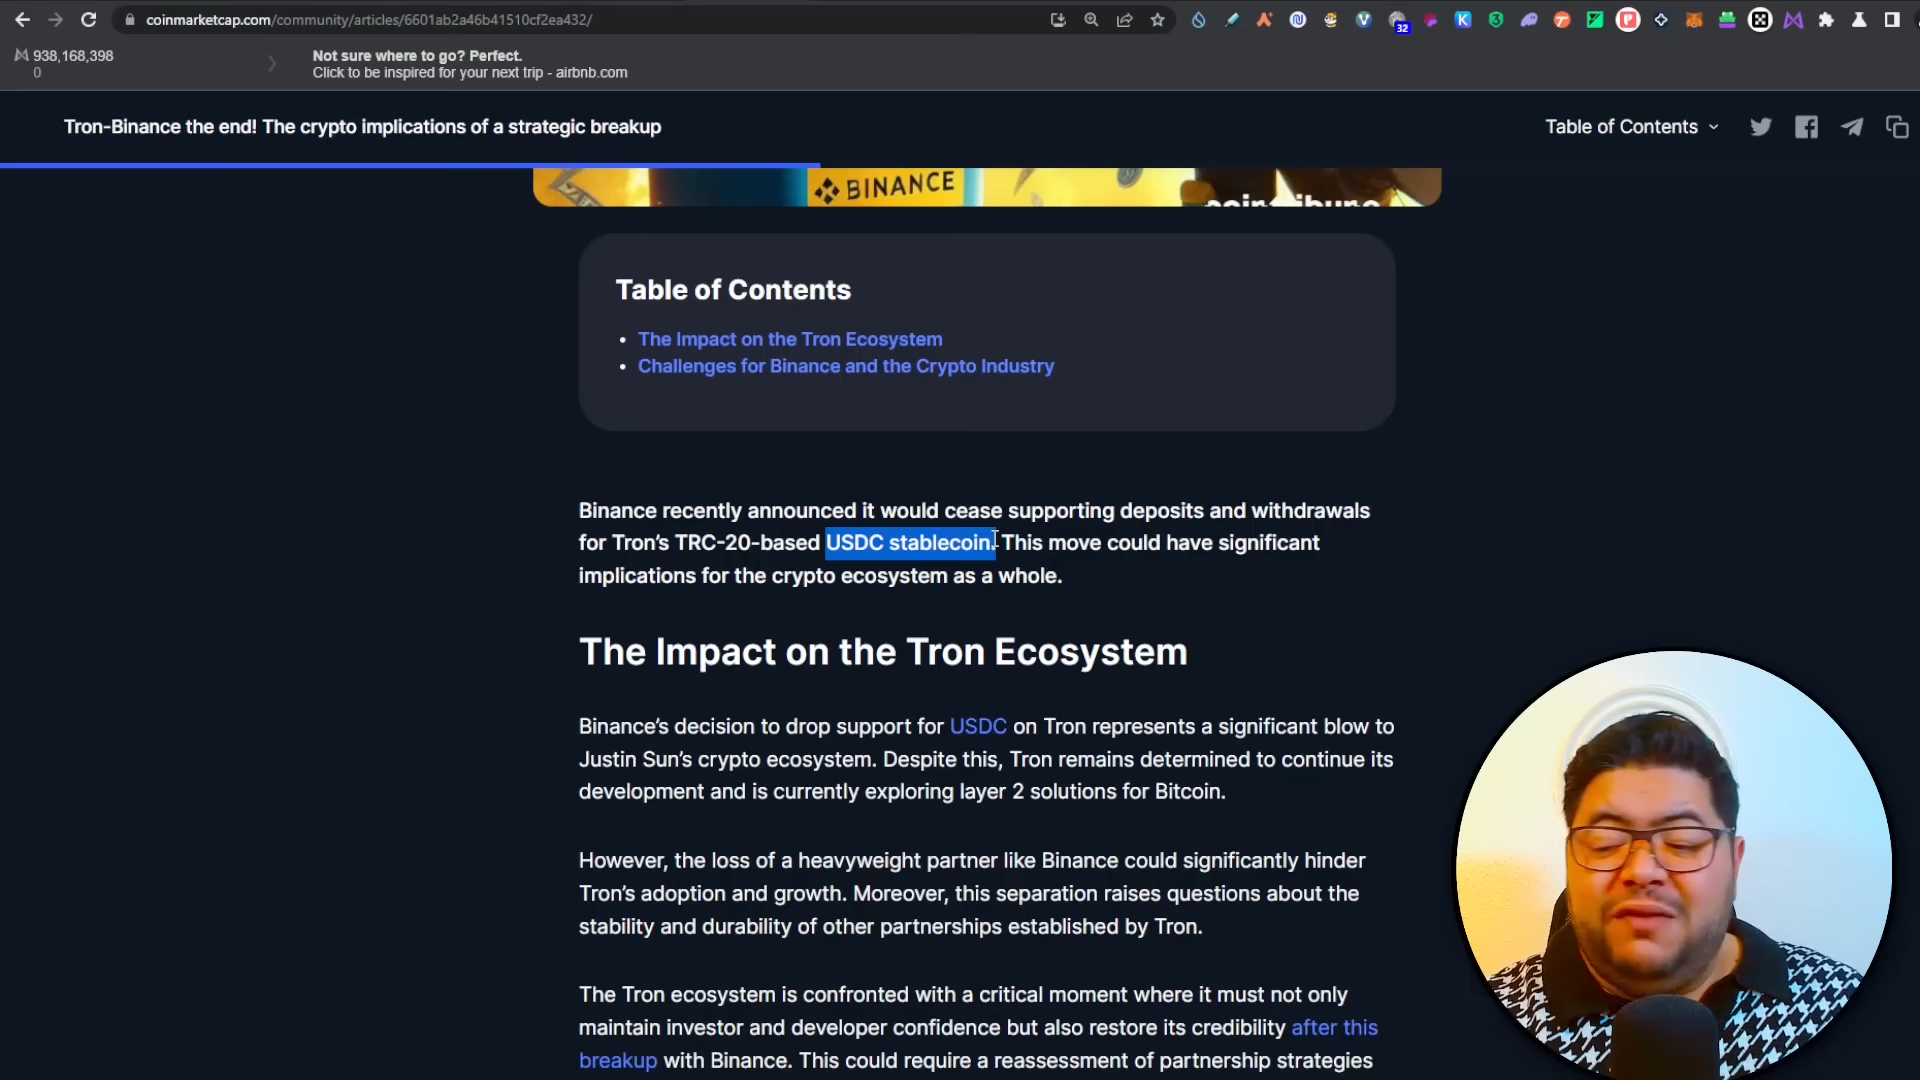 coinmarketcap.com/community/articles/6601ab2a46b41510cf2ea432/
32
938,168,398
0
Not sure where to go? Perfect.
Click to be inspired for your next trip - airbnb.com
Tron-Binance the end! The crypto implications of a strategic breakup
Table of Contents
BINANCE
cointribune
Table of Contents
• The Impact on the Tron Ecosystem
• Challenges for Binance and the Crypto Industry
Binance recently announced it would cease supporting deposits and withdrawals
for Tron’s TRC-20-based USDC stablecoin. This move could have significant
implications for the crypto ecosystem as a whole.
The Impact on the Tron Ecosystem
Binance’s decision to drop support for USDC on Tron represents a significant blow to
Justin Sun’s crypto ecosystem. Despite this, Tron remains determined to continue its
development and is currently exploring layer 2 solutions for Bitcoin.
However, the loss of a heavyweight partner like Binance could significantly hinder
Tron’s adoption and growth. Moreover, this separation raises questions about the
stability and durability of other partnerships established by Tron.
The Tron ecosystem is confronted with a critical moment where it must not only
maintain investor and developer confidence but also restore its credibility after this
breakup with Binance. This could require a reassessment of partnership strategies